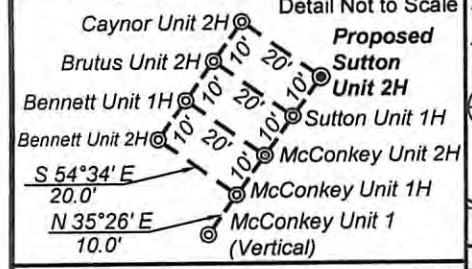 Detail Not to Scale
Caynor Unit 2H
Proposed
Sutton
Unit 2H
10'
20'
10'
Brutus Unit 2H
10'
20'
10'
Bennett Unit 1H
Sutton Unit 1H
10'
20'
10'
Bennett Unit 2H
McConkey Unit 2H
S 54°34' E
20.0'
10'
McConkey Unit 1H
N 35°26' E
10.0'
McConkey Unit 1
(Vertical)